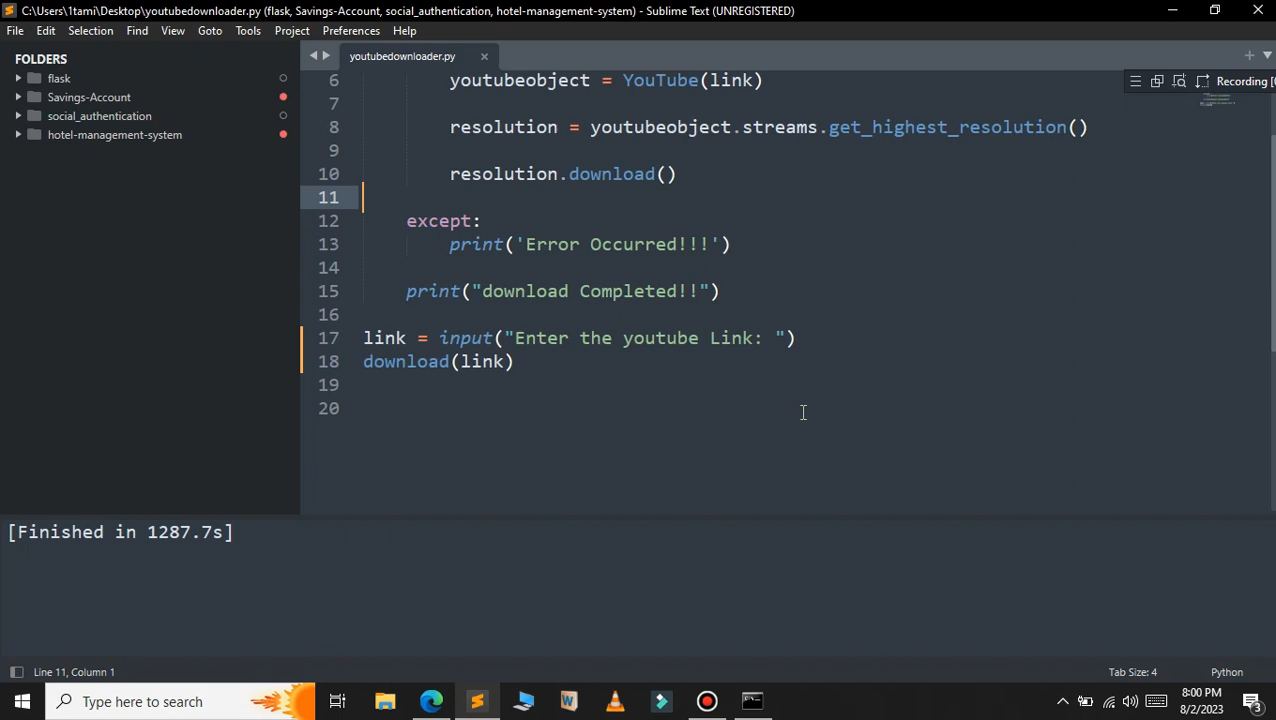 C:\Users\1tami\Desktop\youtubedownloader.py (flask, Savings-Account, social_authentication, hotel-management-system) - Sublime Text (UNREGISTERED)
File Edit Selection Find View Goto Tools Project Preferences Help
FOLDERS
flask
Savings-Account
social_authentication
hotel-management-system
youtubedownloader.py
Recording [
6 youtubeobject = YouTube(link)
7
8 resolution = youtubeobject.streams.get_highest_resolution()
9
10 resolution.download()
11
12 except:
13 print('Error Occurred!!!')
14
15 print("download Completed!!")
16
17 link = input("Enter the youtube Link: ")
18 download(link)
19
20
[Finished in 1287.7s]
Line 11, Column 1
Tab Size: 4
Python
Type here to search
6:00 PM
8/2/2023
3